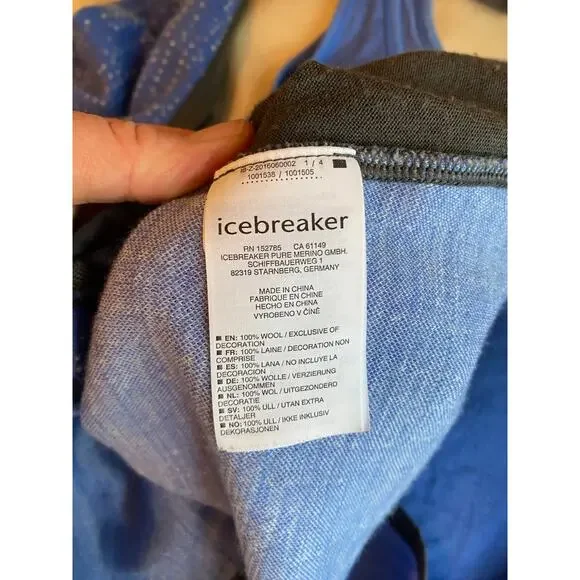 IB-Z-2016060002 1 / 4
1001538 / 1001505
icebreaker
RN 152785 CA 61149
ICEBREAKER PURE MERINO GMBH.
SCHIFFBAUERWEG 1
82319 STARNBERG, GERMANY
MADE IN CHINA
FABRIQUE EN CHINE
HECHO EN CHINA
VYROBENO V ČÍNĚ
EN: 100% WOOL / EXCLUSIVE OF
DECORATION
FR: 100% LAINE / DECORATION NON
COMPRISE
ES: 100% LANA / NO INCLUYE LA
DECORACION
DE: 100% WOLLE / VERZIERUNG
AUSGENOMMEN
NL: 100% WOL / UITGEZONDERD
DECORATIE
SV: 100% ULL / UTAN EXTRA
DETALJER
NO: 100% ULL / IKKE INKLUSIV
DEKORASJONEN